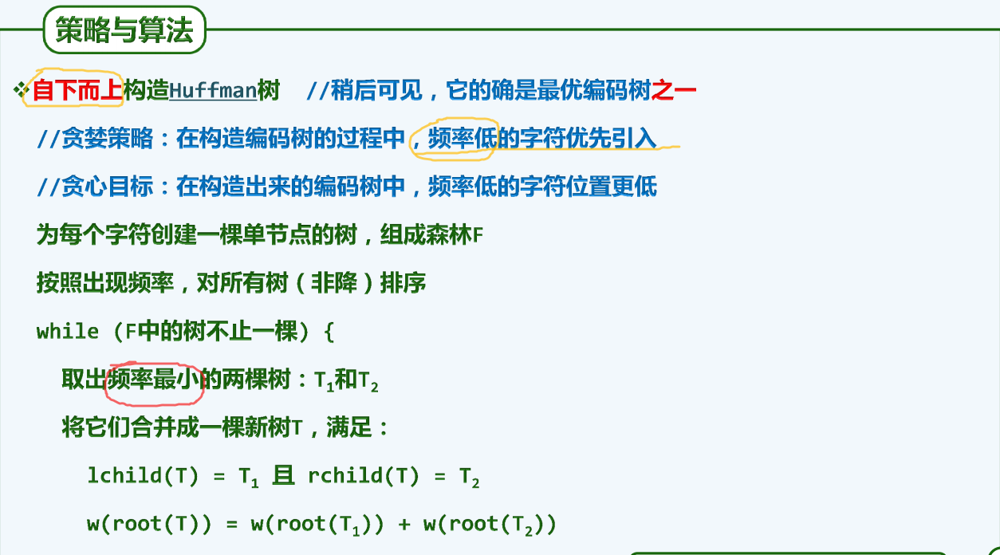 策略与算法
❖自下而上构造Huffman树 //稍后可见，它的确是最优编码树之一
//贪婪策略：在构造编码树的过程中，频率低的字符优先引入
//贪心目标：在构造出来的编码树中，频率低的字符位置更低
为每个字符创建一棵单节点的树，组成森林F
按照出现频率，对所有树（非降）排序
while (F中的树不止一棵) {
取出频率最小的两棵树：T₁和T₂
将它们合并成一棵新树T，满足：
lchild(T) = T₁ 且 rchild(T) = T₂
w(root(T)) = w(root(T₁)) + w(root(T₂))